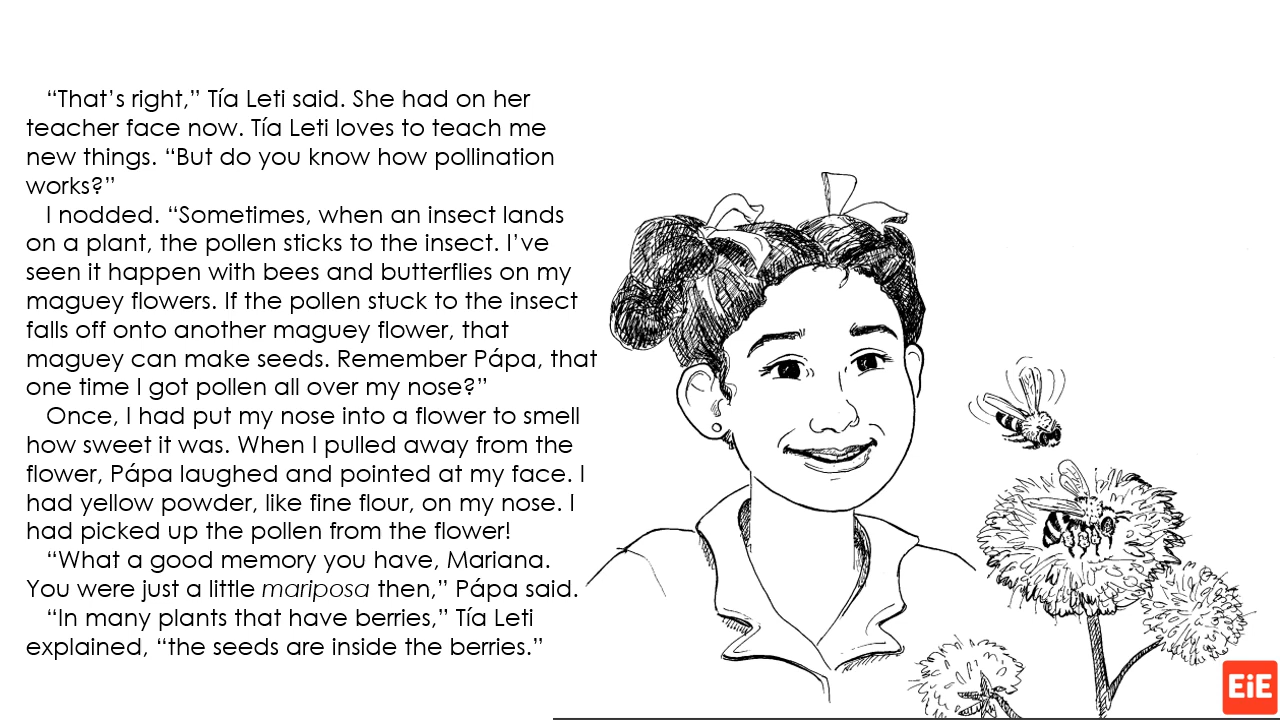 “That’s right,” Tía Leti said. She had on her
teacher face now. Tía Leti loves to teach me
new things. “But do you know how pollination
works?”
I nodded. “Sometimes, when an insect lands
on a plant, the pollen sticks to the insect. I’ve
seen it happen with bees and butterflies on my
maguey flowers. If the pollen stuck to the insect
falls off onto another maguey flower, that
maguey can make seeds. Remember Pápa, that
one time I got pollen all over my nose?”
Once, I had put my nose into a flower to smell
how sweet it was. When I pulled away from the
flower, Pápa laughed and pointed at my face. I
had yellow powder, like fine flour, on my nose. I
had picked up the pollen from the flower!
“What a good memory you have, Mariana.
You were just a little mariposa then,” Pápa said.
“In many plants that have berries,” Tía Leti
explained, “the seeds are inside the berries.”
EiE